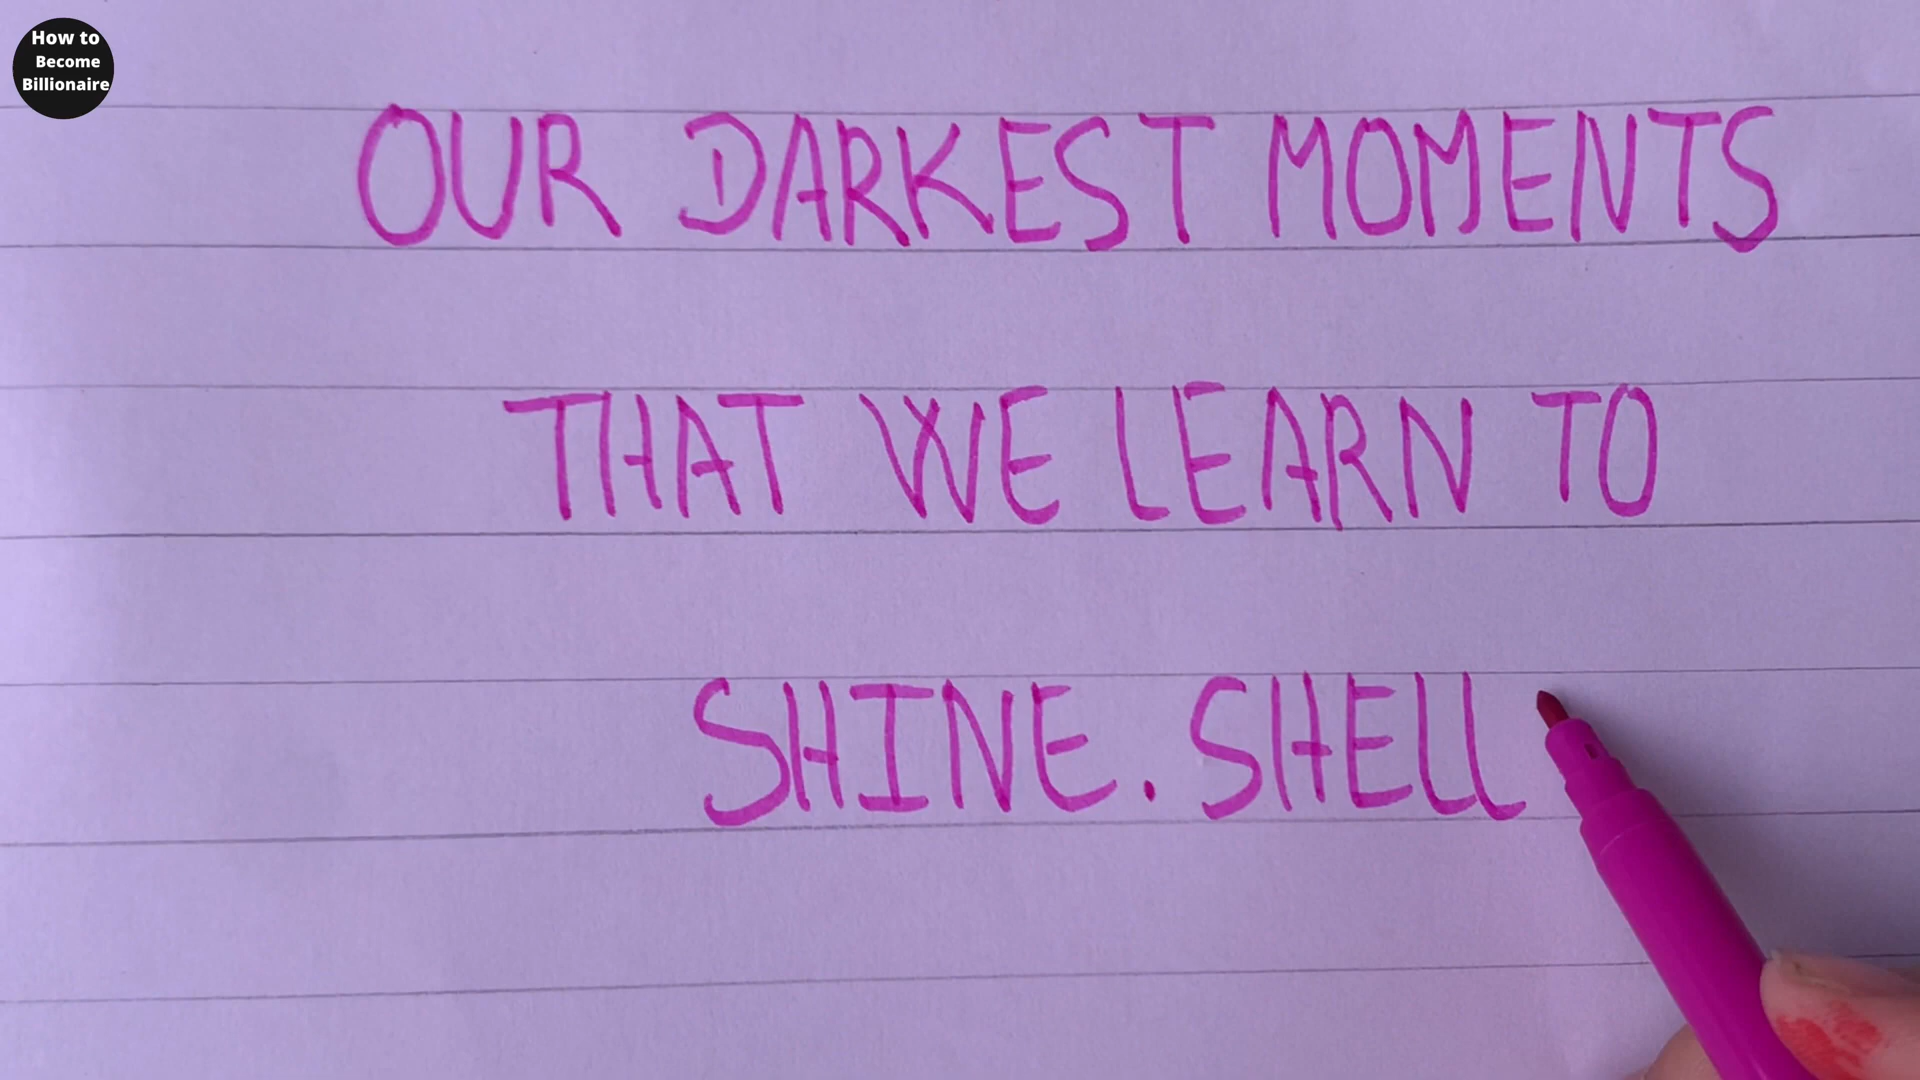 How to
Become
Billionaire
OUR DARKEST MOMENTS
THAT WE LEARN TO
SHINE. SHELL